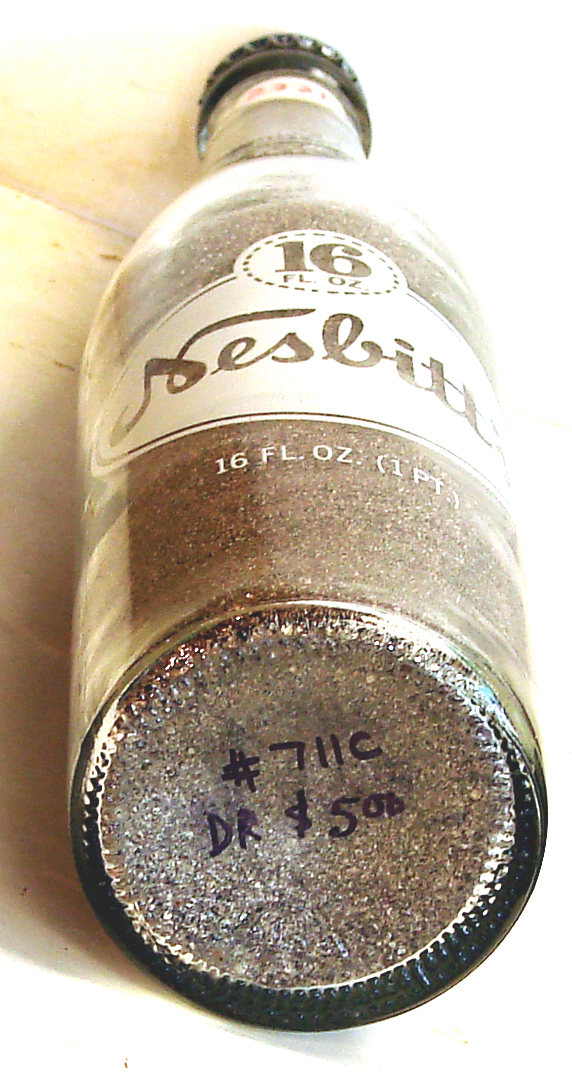 16
FL. OZ.
Nesbitt
16 FL. OZ. (1 PT.)
# 711C
DR $ 500